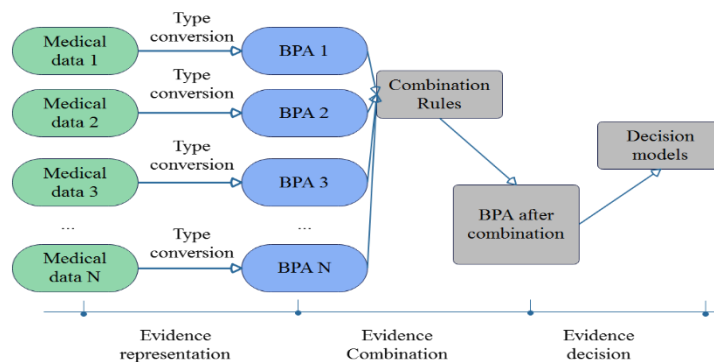 Type
conversion
Medical
data 1
BPA 1
Type
conversion
Medical
data 2
BPA 2
Type
conversion
Medical
data 3
BPA 3
...
...
Type
conversion
Medical
data N
BPA N
Combination
Rules
BPA after
combination
Decision
models
Evidence
representation
Evidence
Combination
Evidence
decision